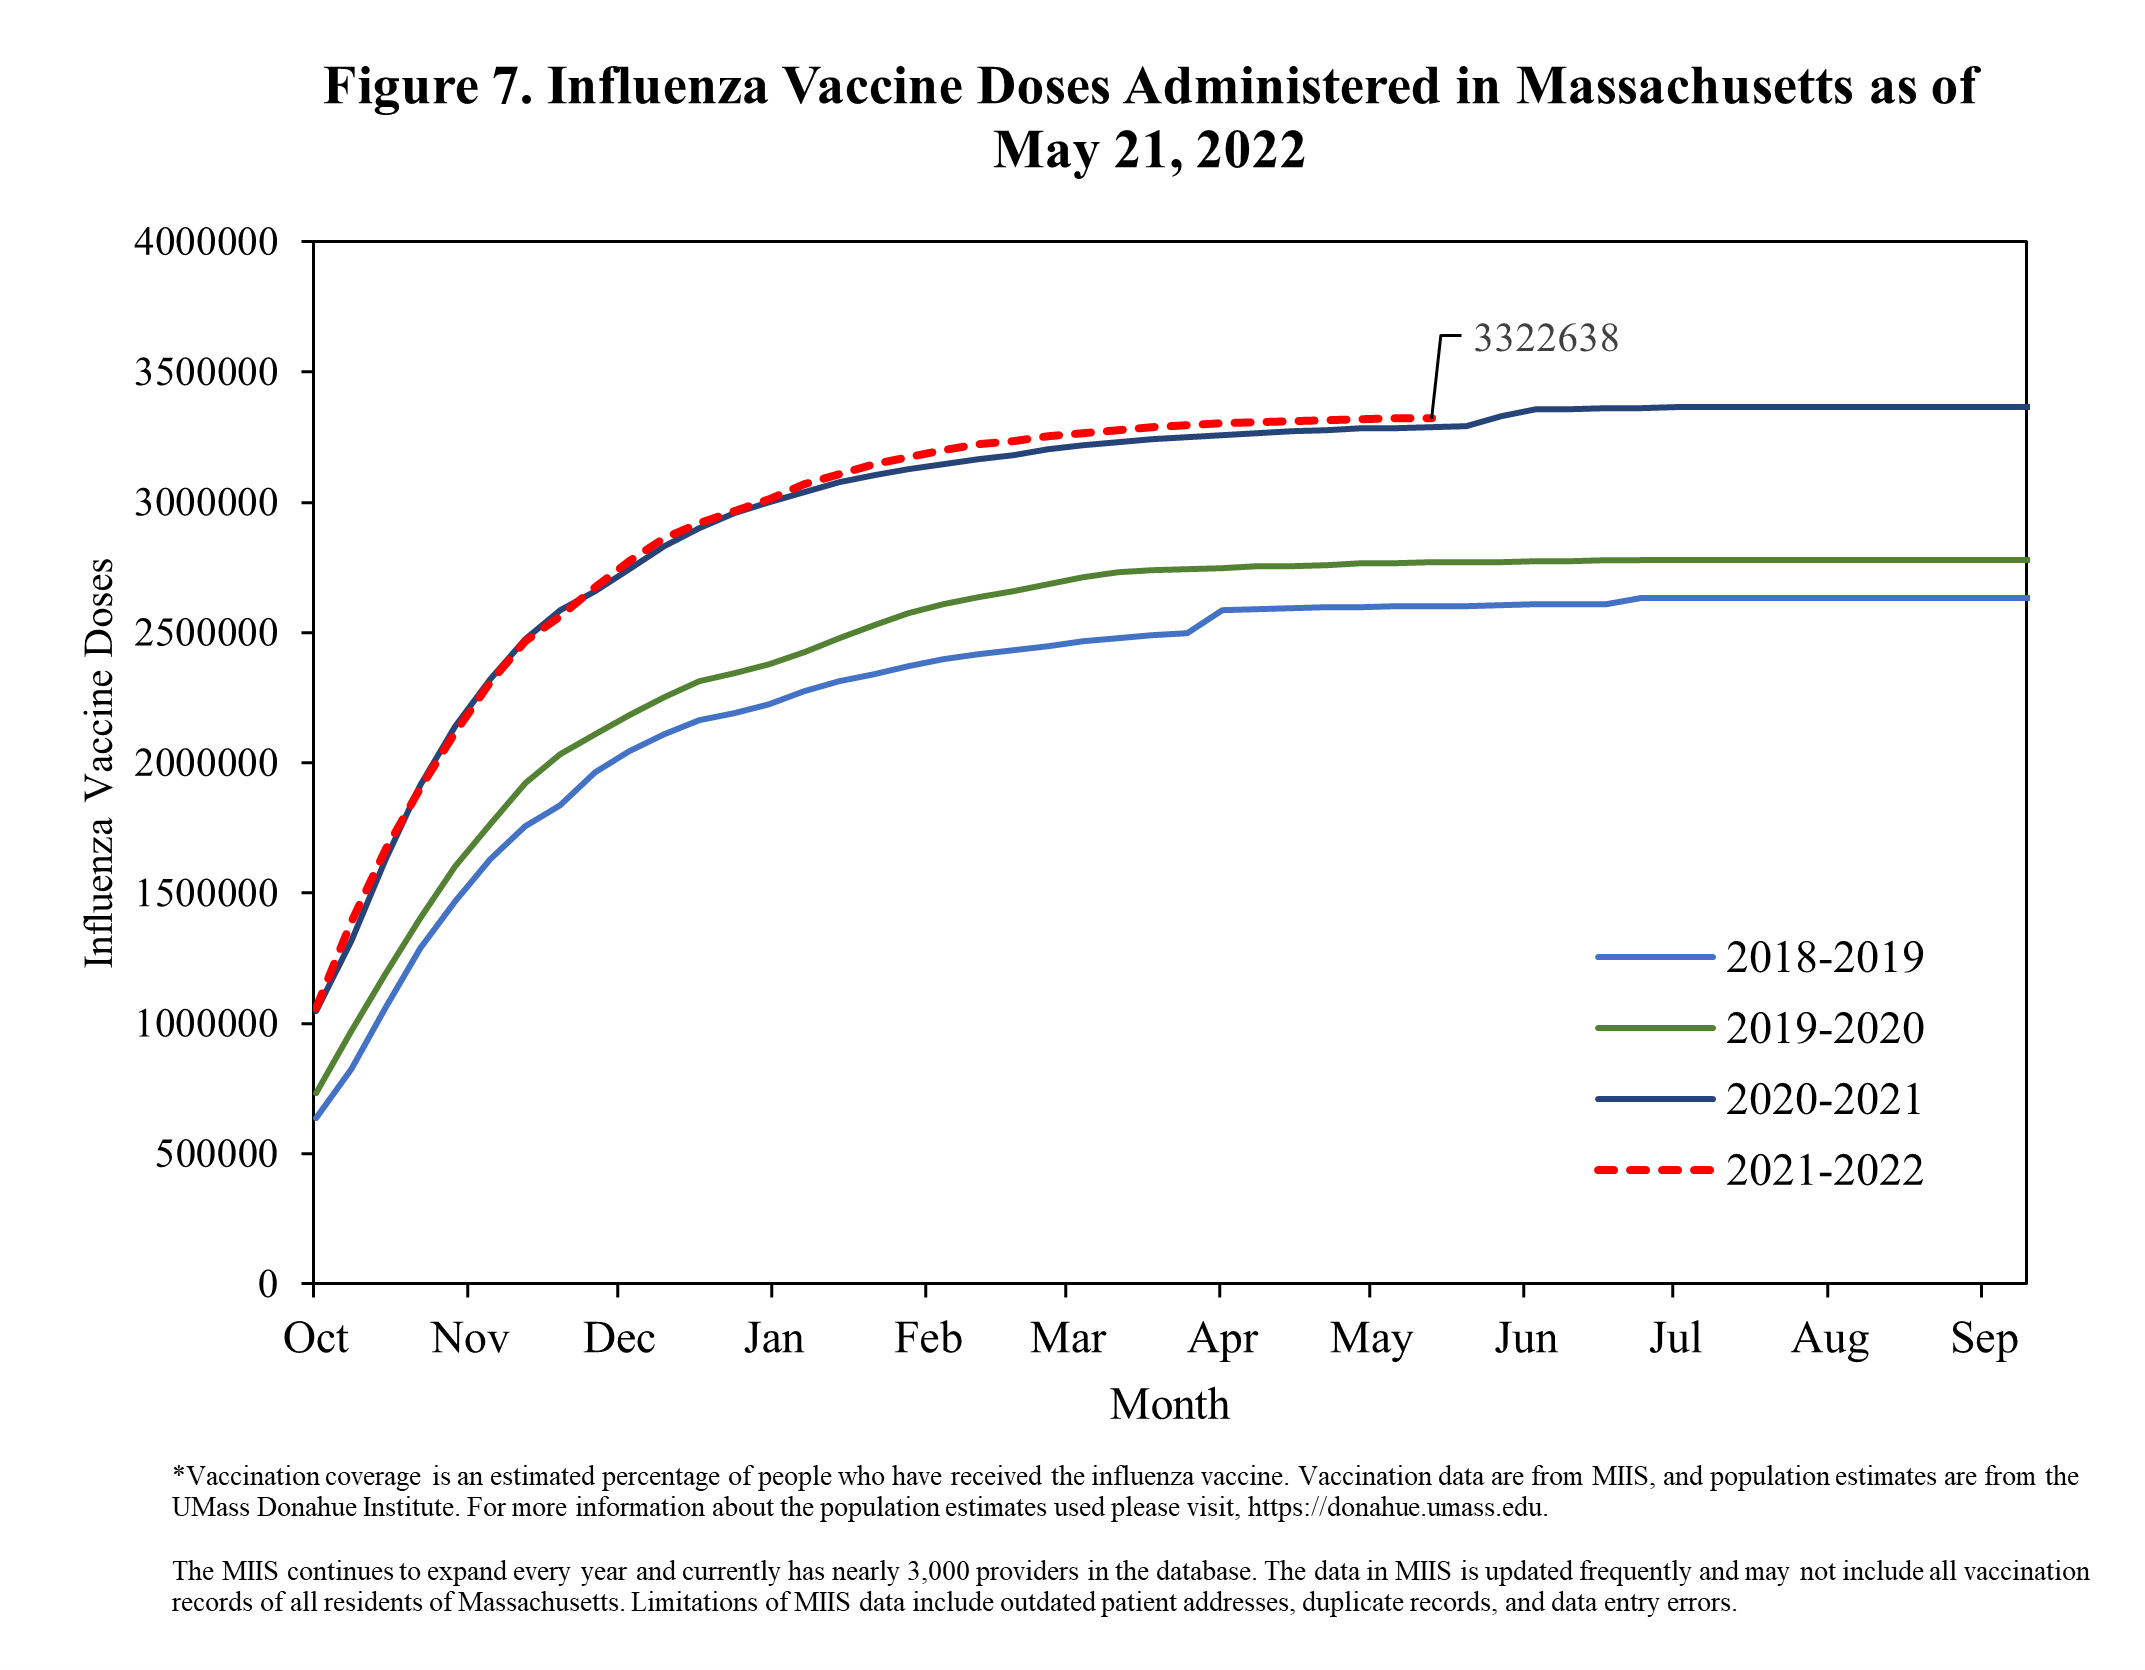 Figure 7. Influenza Vaccine Doses Administered in Massachusetts as of
May 21, 2022
4000000
3500000
3000000
2500000
2000000
1500000
1000000
500000
0
Influenza Vaccine Doses
3322638
2018-2019
2019-2020
2020-2021
2021-2022
Oct Nov Dec Jan Feb Mar Apr May Jun Jul Aug Sep
Month
*Vaccination coverage is an estimated percentage of people who have received the influenza vaccine. Vaccination data are from MIIS, and population estimates are from the
UMass Donahue Institute. For more information about the population estimates used please visit, https://donahue.umass.edu.
The MIIS continues to expand every year and currently has nearly 3,000 providers in the database. The data in MIIS is updated frequently and may not include all vaccination
records of all residents of Massachusetts. Limitations of MIIS data include outdated patient addresses, duplicate records, and data entry errors.